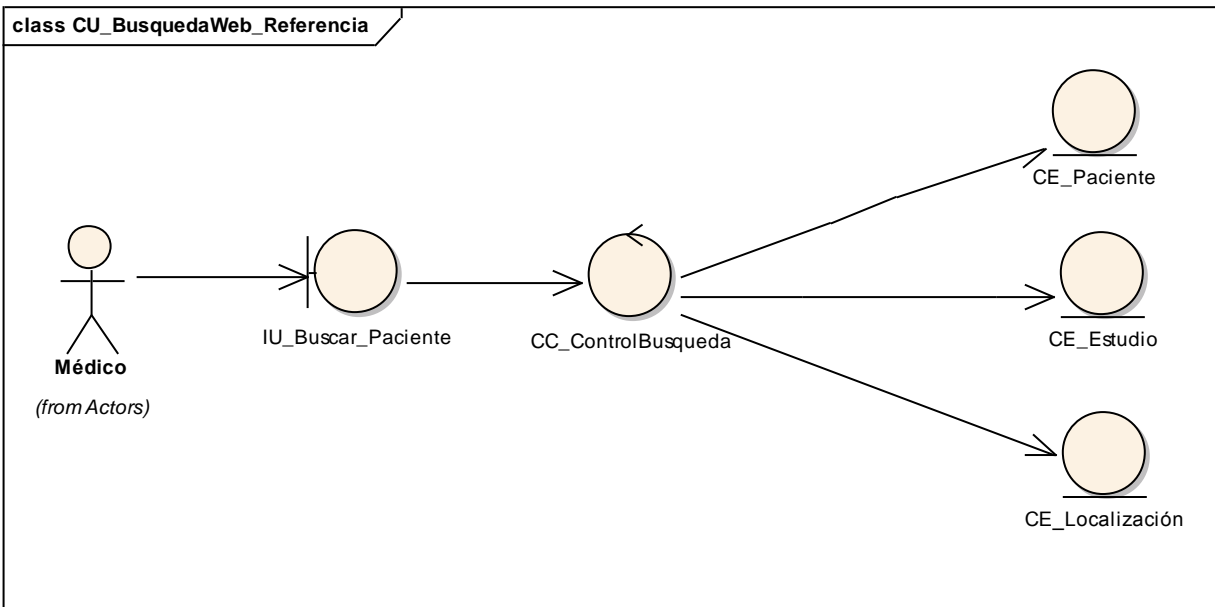 class CU_BusquedaWeb_Referencia
CE_Paciente
IU_Buscar_Paciente
CC_ControlBusqueda
CE_Estudio
Médico
(from Actors)
CE_Localización